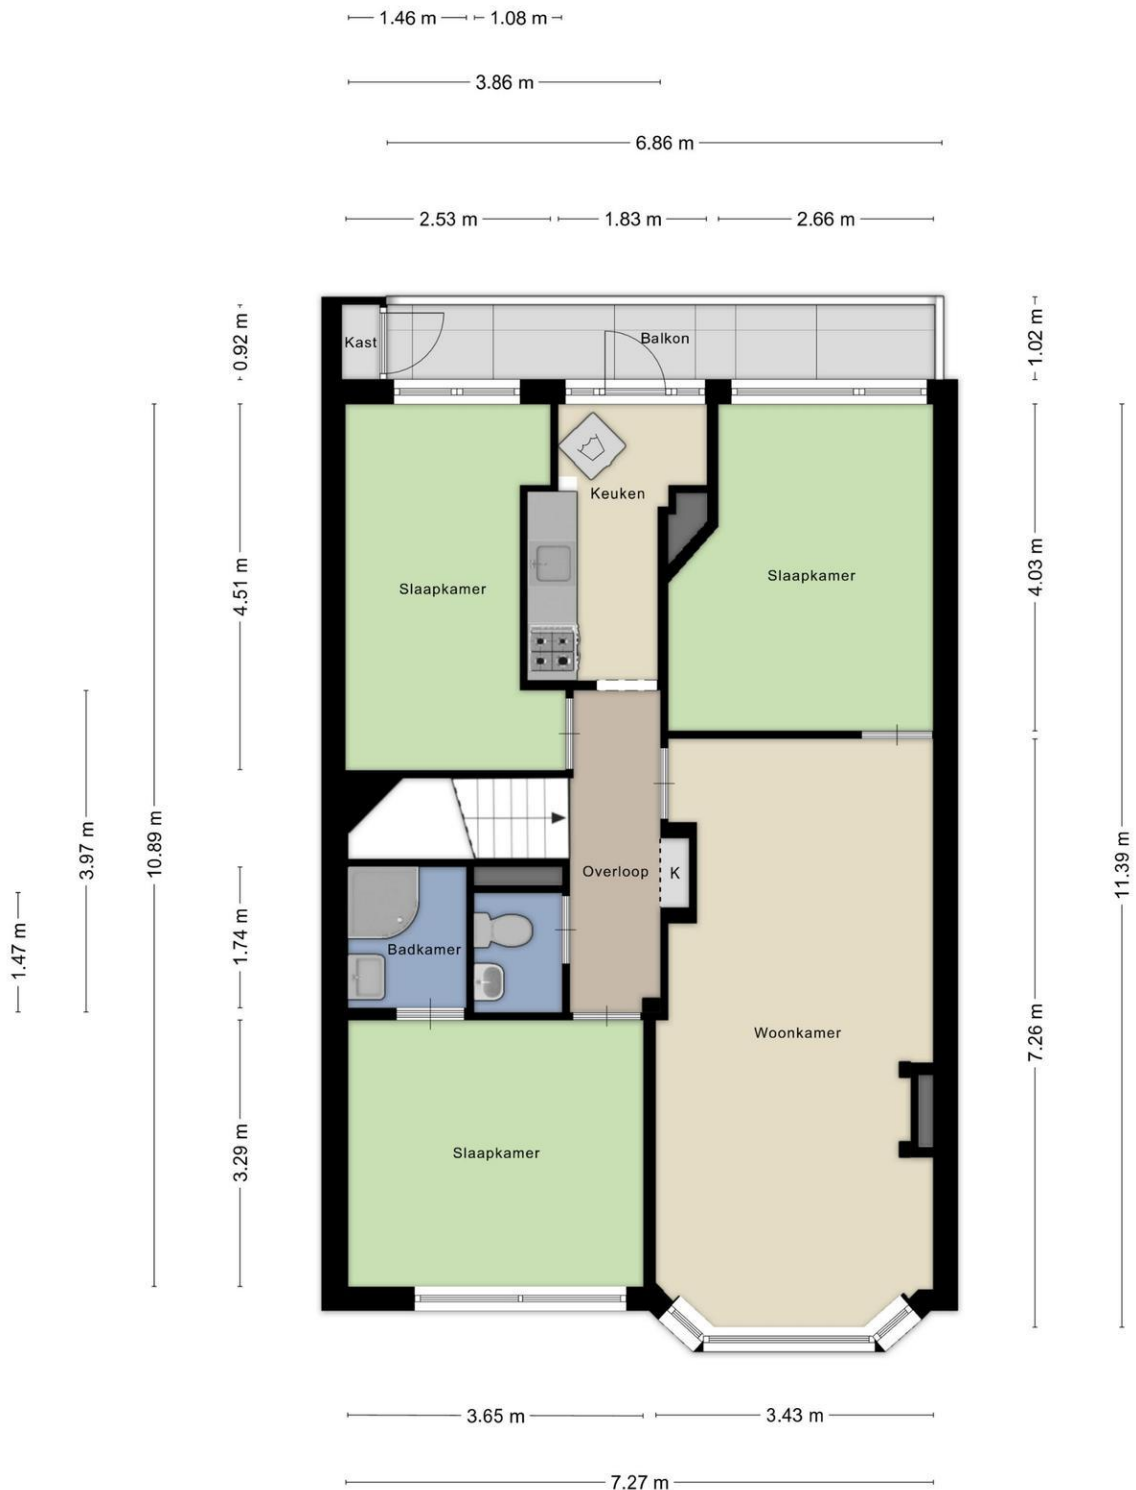 1.46 m
1.08 m
3.86 m
6.86 m
2.53 m
1.83 m
2.66 m
0.92 m
Kast
Balkon
1.02 m
Keuken
4.51 m
Slaapkamer
Slaapkamer
4.03 m
3.97 m
10.89 m
11.39 m
Overloop
K
1.47 m
1.74 m
Badkamer
Woonkamer
7.26 m
3.29 m
Slaapkamer
3.65 m
3.43 m
7.27 m